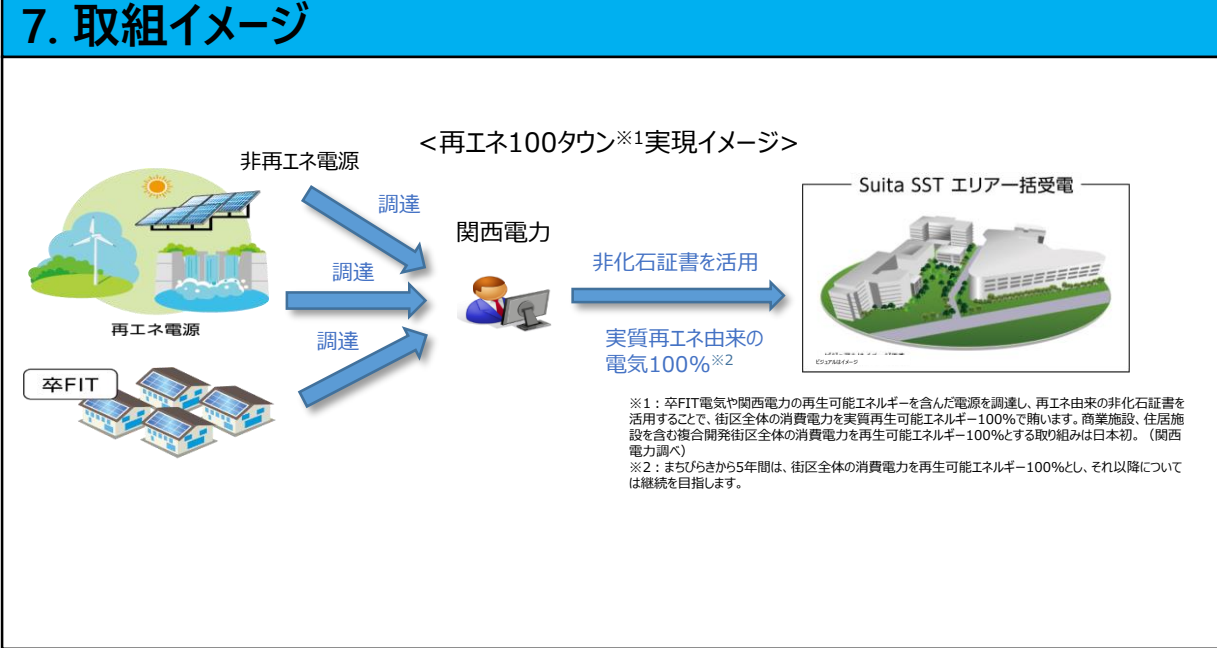 7. 取組イメージ
<再エネ100タウン※1実現イメージ>
非再エネ電源
調達
関西電力
調達
再エネ電源
調達
卒FIT
非化石証書を活用
実質再エネ由来の
電気100%※2
Suita SST エリア一括受電
ビジュアルはイメージ
※1：卒FIT電気や関西電力の再生可能エネルギーを含んだ電源を調達し、再エネ由来の非化石証書を
活用することで、街区全体の消費電力を実質再生可能エネルギー100%で賄います。商業施設、住居施
設を含む複合開発街区全体の消費電力を再生可能エネルギー100%とする取り組みは日本初。（関西
電力調べ）
※2：まちびらきから5年間は、街区全体の消費電力を再生可能エネルギー100%とし、それ以降について
は継続を目指します。